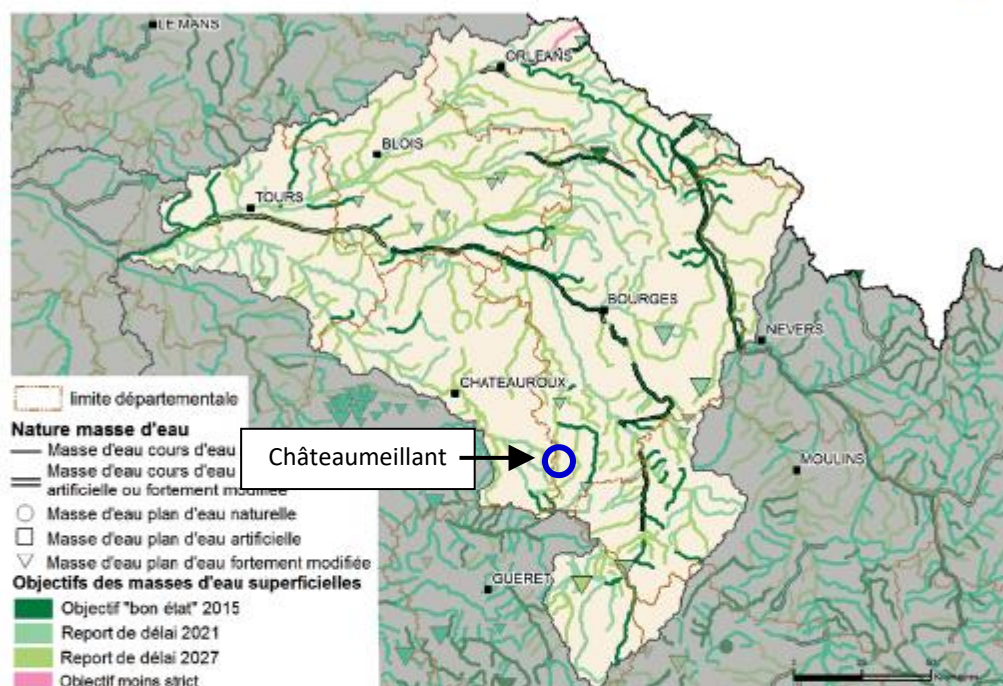 LE MANS
ORLEANS
BLOIS
TOURS
BOURGES
NEVERS
CHATEAUROUX
Châteaumeillant
MOULINS
GUERET
limite départementale
Nature masse d'eau
Masse d'eau cours d'eau
Masse d'eau cours d'eau
artificielle ou fortement modifiée
Masse d'eau plan d'eau naturelle
Masse d'eau plan d'eau artificielle
Masse d'eau plan d'eau fortement modifiée
Objectifs des masses d'eau superficielles
Objectif "bon état" 2015
Report de délai 2021
Report de délai 2027
Objectif moins strict